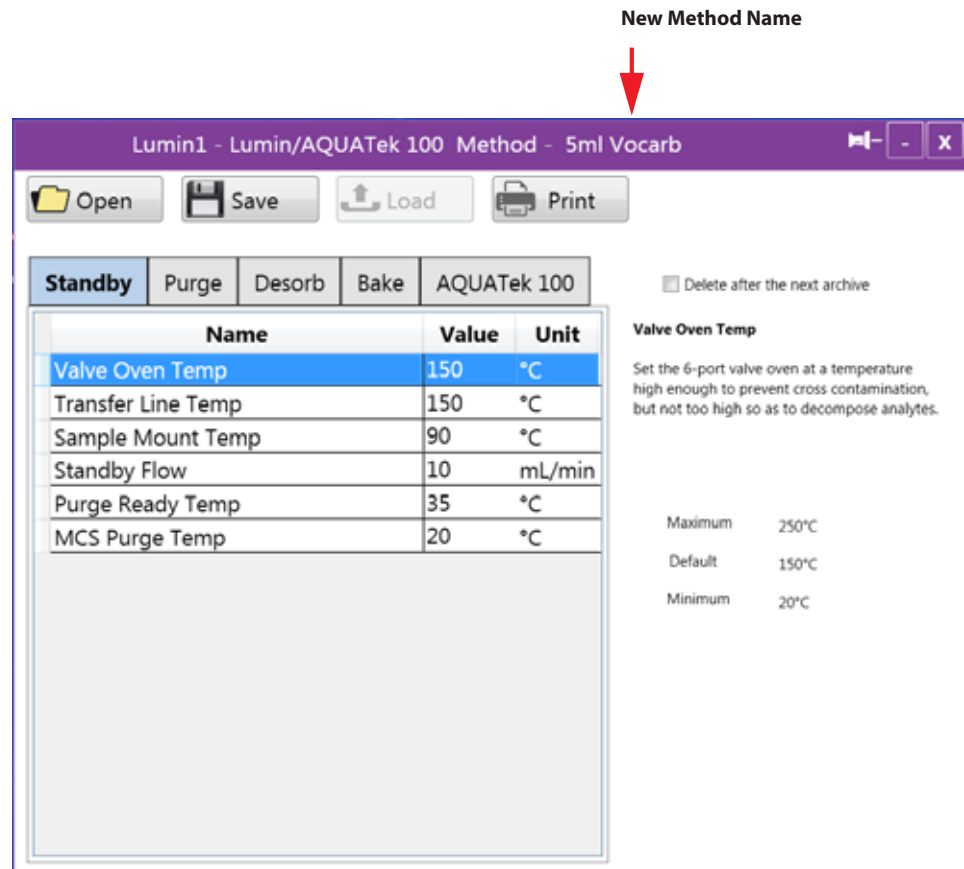 New Method Name
Lumin1 - Lumin/AQUATek 100 Method - 5ml Vocarb
- x
Open Save Load Print
Standby Purge Desorb Bake AQUATek 100
Delete after the next archive
Name Value Unit
Valve Oven Temp 150 °C
Transfer Line Temp 150 °C
Sample Mount Temp 90 °C
Standby Flow 10 mL/min
Purge Ready Temp 35 °C
MCS Purge Temp 20 °C
Valve Oven Temp
Set the 6-port valve oven at a temperature
high enough to prevent cross contamination,
but not too high so as to decompose analytes.
Maximum 250°C
Default 150°C
Minimum 20°C